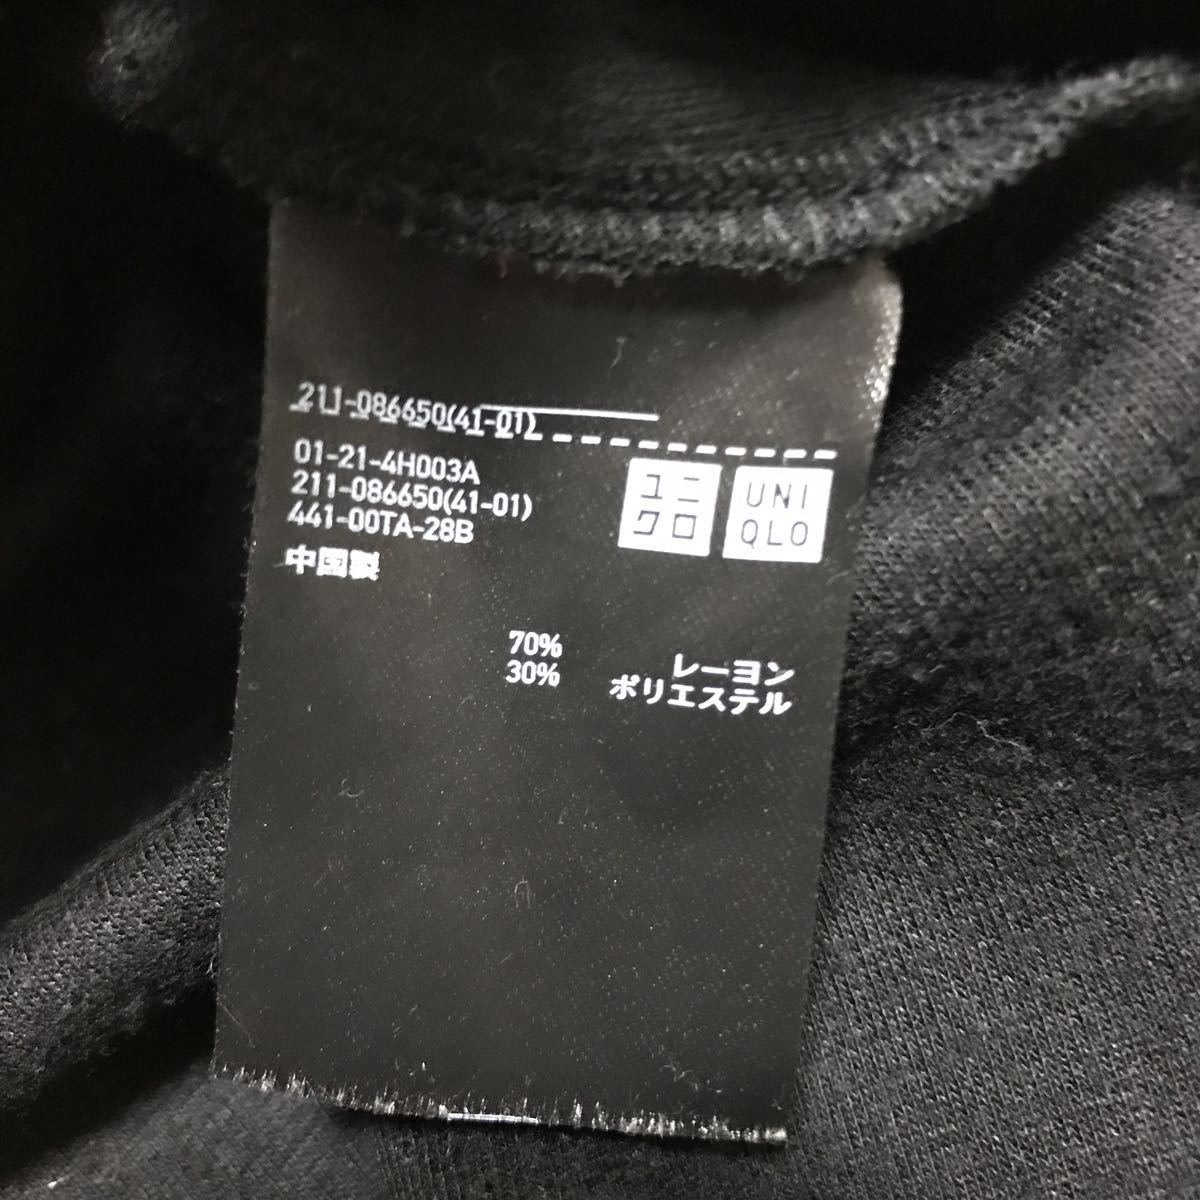 211-086650(41-01)
01-21-4H003A
211-086650(41-01)
441-00TA-28B
中国製
ユニ
クロ
UNI
QLO
70% レーヨン
30% ポリエステル